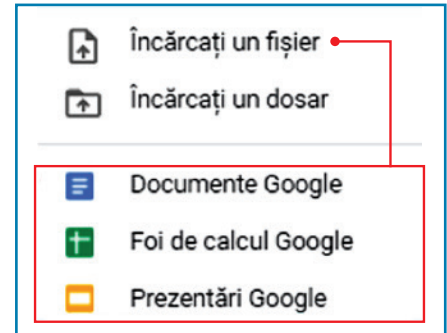 Încărcați un fișier
Încărcați un dosar
Documente Google
Foi de calcul Google
Prezentări Google